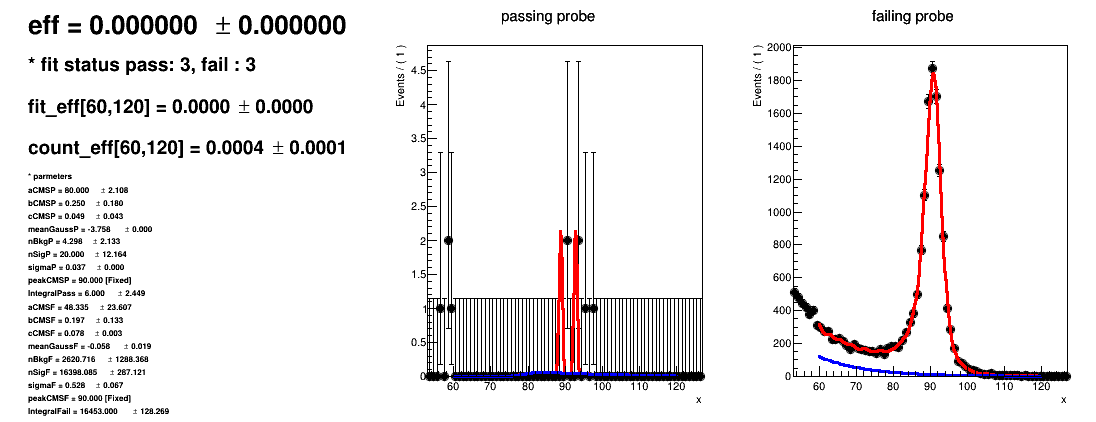 eff = 0.000000 ± 0.000000
* fit status pass: 3, fail : 3
fit_eff[60,120] = 0.0000 ± 0.0000
count_eff[60,120] = 0.0004 ± 0.0001
* parmeters
aCMSP = 80.000 ± 2.108
bCMSP = 0.250 ± 0.180
cCMSP = 0.049 ± 0.043
meanGaussP = -3.758 ± 0.000
nBkgP = 4.298 ± 2.133
nSigP = 20.000 ± 12.164
sigmaP = 0.037 ± 0.000
peakCMSP = 90.000 [Fixed]
IntegralPass = 6.000 ± 2.449
aCMSF = 48.335 ± 23.607
bCMSF = 0.197 ± 0.133
cCMSF = 0.078 ± 0.003
meanGaussF = -0.058 ± 0.019
nBkgF = 2620.716 ± 1288.368
nSigF = 16398.085 ± 287.121
sigmaF = 0.528 ± 0.067
peakCMSF = 90.000 [Fixed]
IntegralFail = 16453.000 ± 128.269
passing probe
Events / ( 1 )
4.5
4
3.5
3
2.5
2
1.5
1
0.5
0
60 70 80 90 100 110 120
x
failing probe
Events / ( 1 )
2000
1800
1600
1400
1200
1000
800
600
400
200
0
60 70 80 90 100 110 120
x